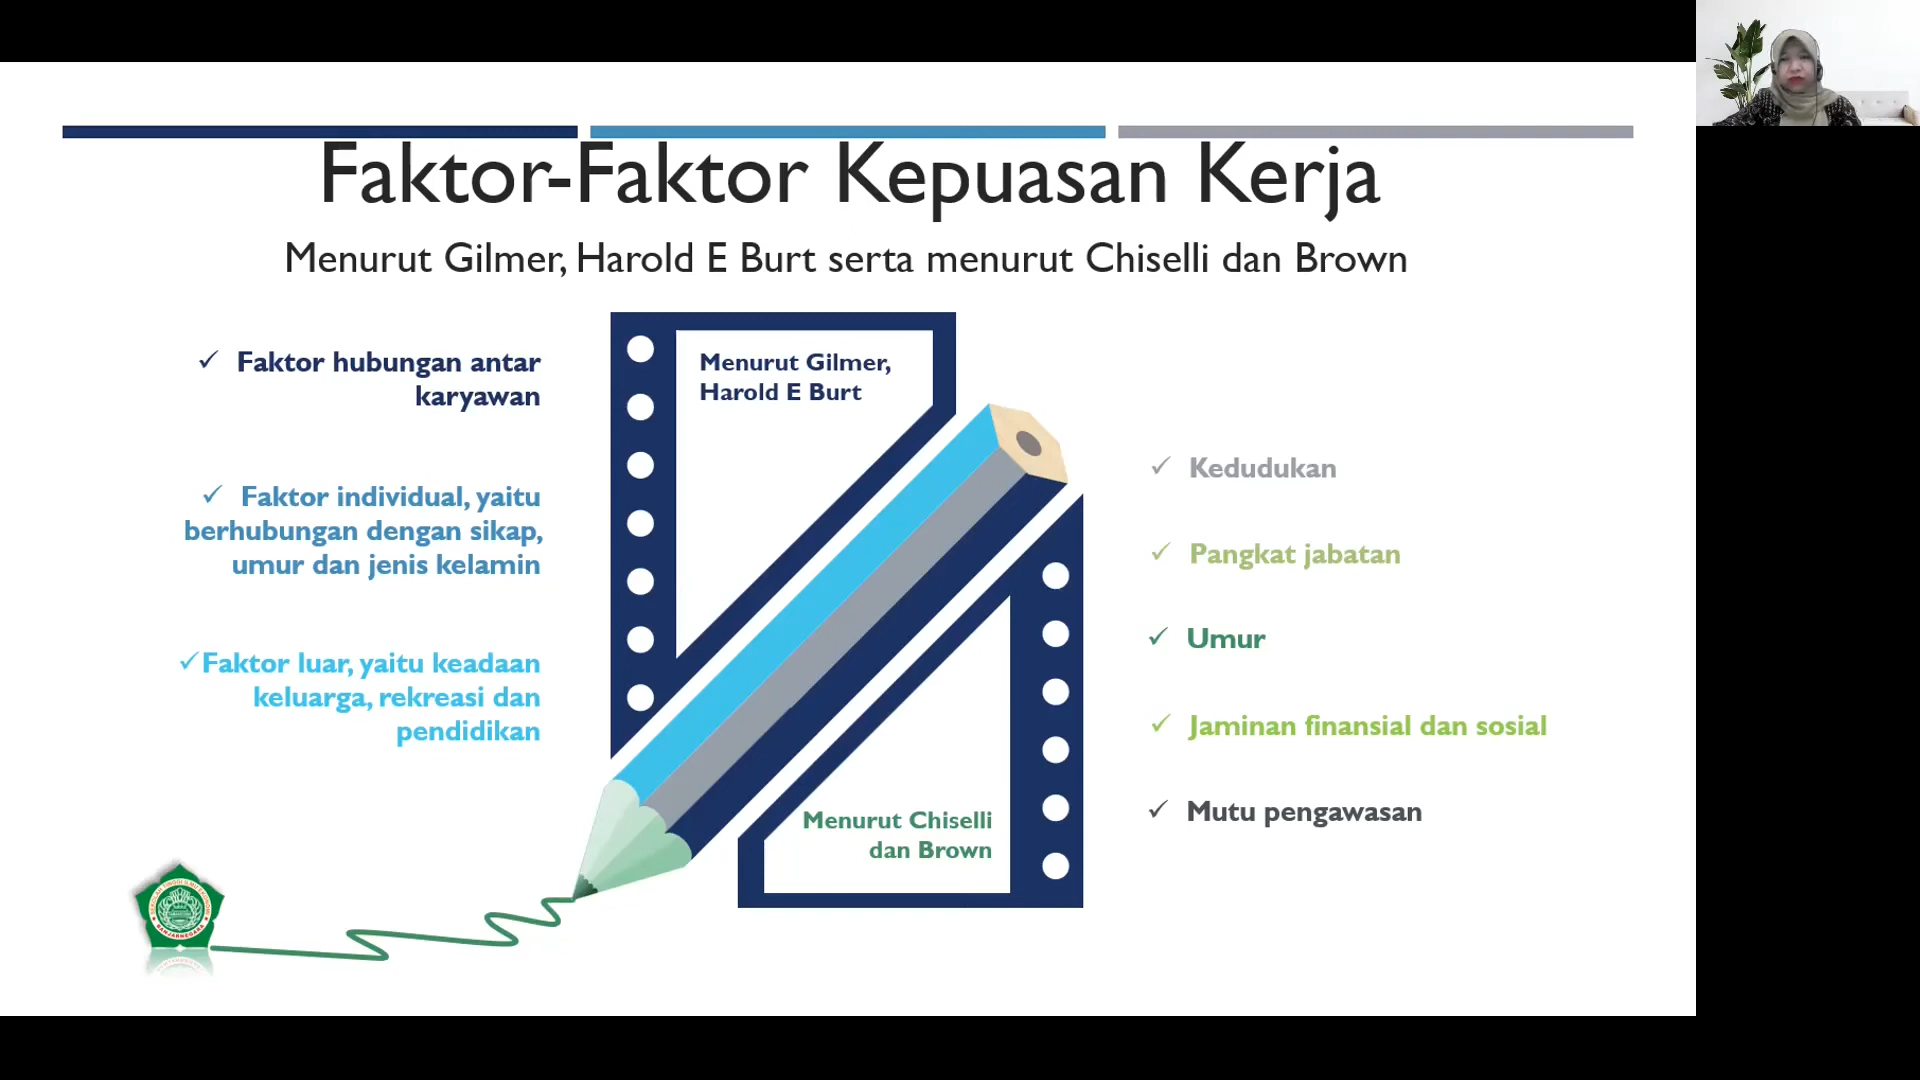 Faktor-Faktor Kepuasan Kerja
Menurut Gilmer, Harold E Burt serta menurut Chiselli dan Brown
✓ Faktor hubungan antar
karyawan
✓ Faktor individual, yaitu
berhubungan dengan sikap,
umur dan jenis kelamin
✓Faktor luar, yaitu keadaan
keluarga, rekreasi dan
pendidikan
Menurut Gilmer,
Harold E Burt
Menurut Chiselli
dan Brown
✓ Kedudukan
✓ Pangkat jabatan
✓ Umur
✓ Jaminan finansial dan sosial
✓ Mutu pengawasan
BANJARNEGARA